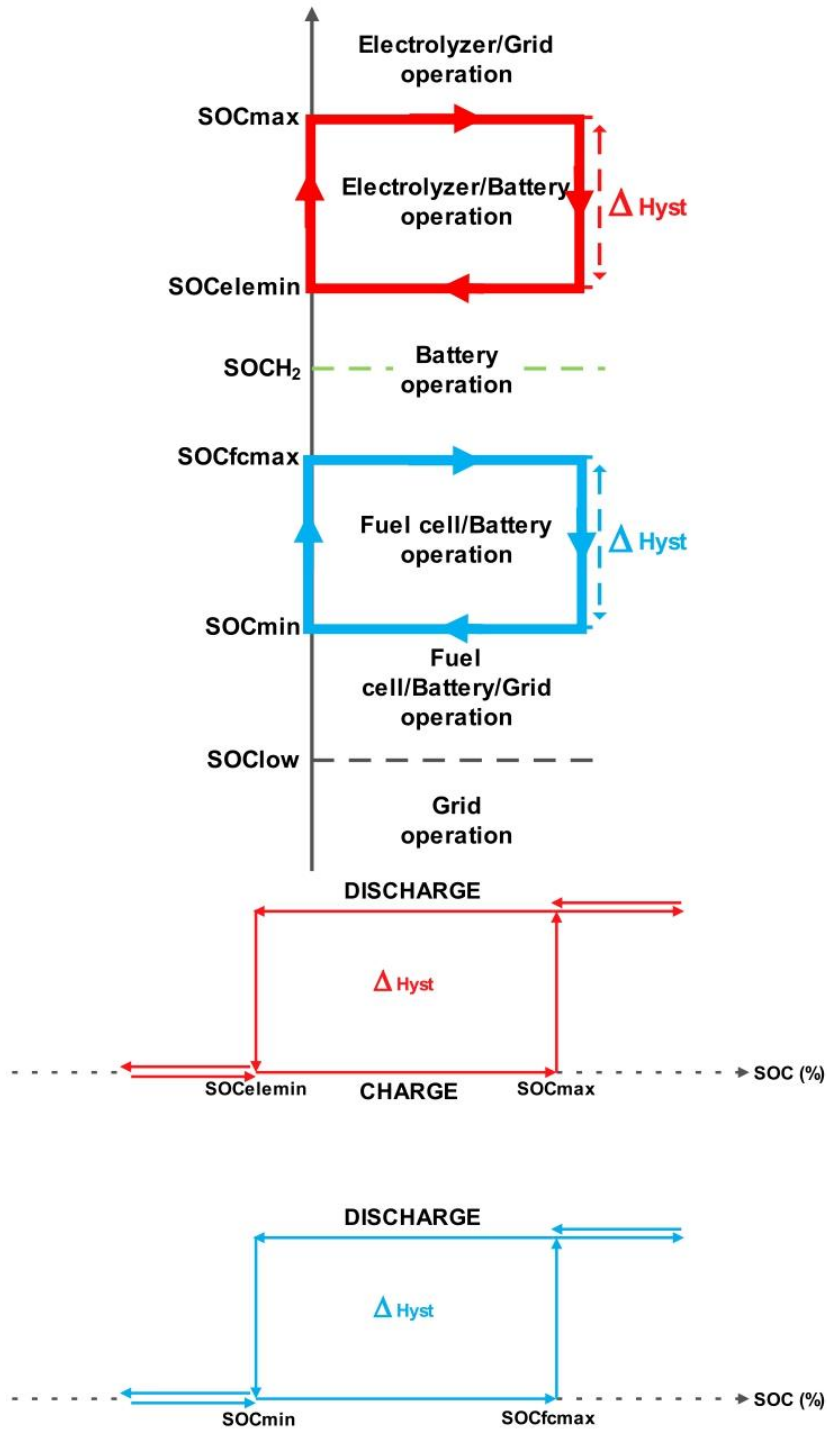 Electrolyzer/Grid
operation
SOCmax
Electrolyzer/Battery
operation
Δ Hyst
SOCelemin
Battery
operation
SOCH₂
SOCfcmax
Fuel cell/Battery
operation
Δ Hyst
SOCmin
Fuel
cell/Battery/Grid
operation
SOClow
Grid
operation
DISCHARGE
Δ Hyst
SOCelemin
CHARGE
SOCmax
SOC (%)
DISCHARGE
Δ Hyst
SOCmin
SOCfcmax
SOC (%)